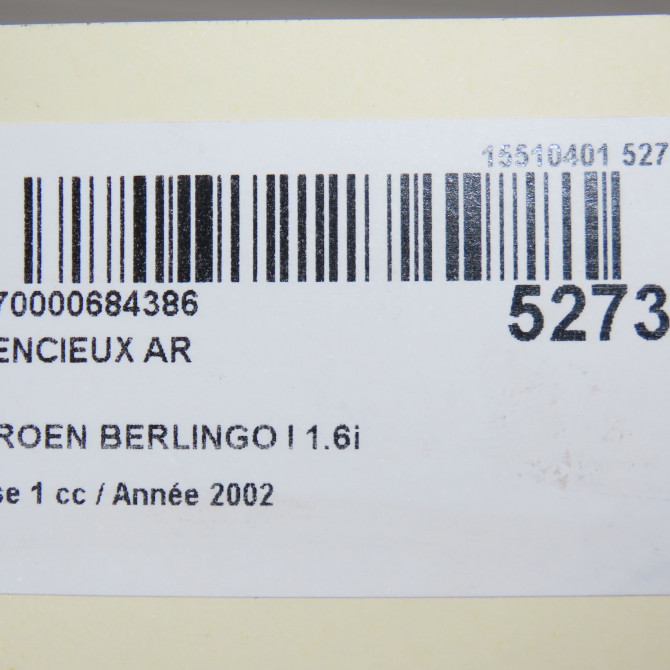 15510401 527
70000684386
5273
ENCIEUX AR
ROEN BERLINGO I 1.6i
se 1 cc / Année 2002